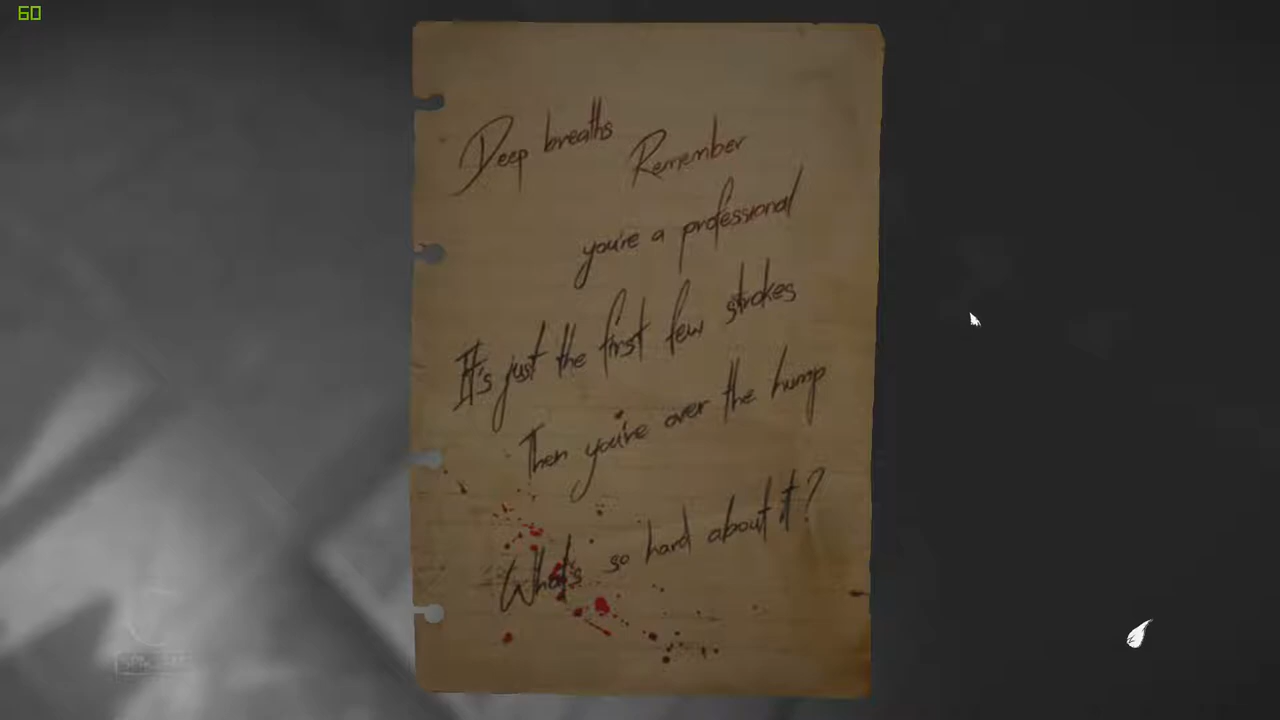 60
Deep breaths
Remember
you're a professional
It's just the first few strokes
Then you're over the hump
What's so hard about it?